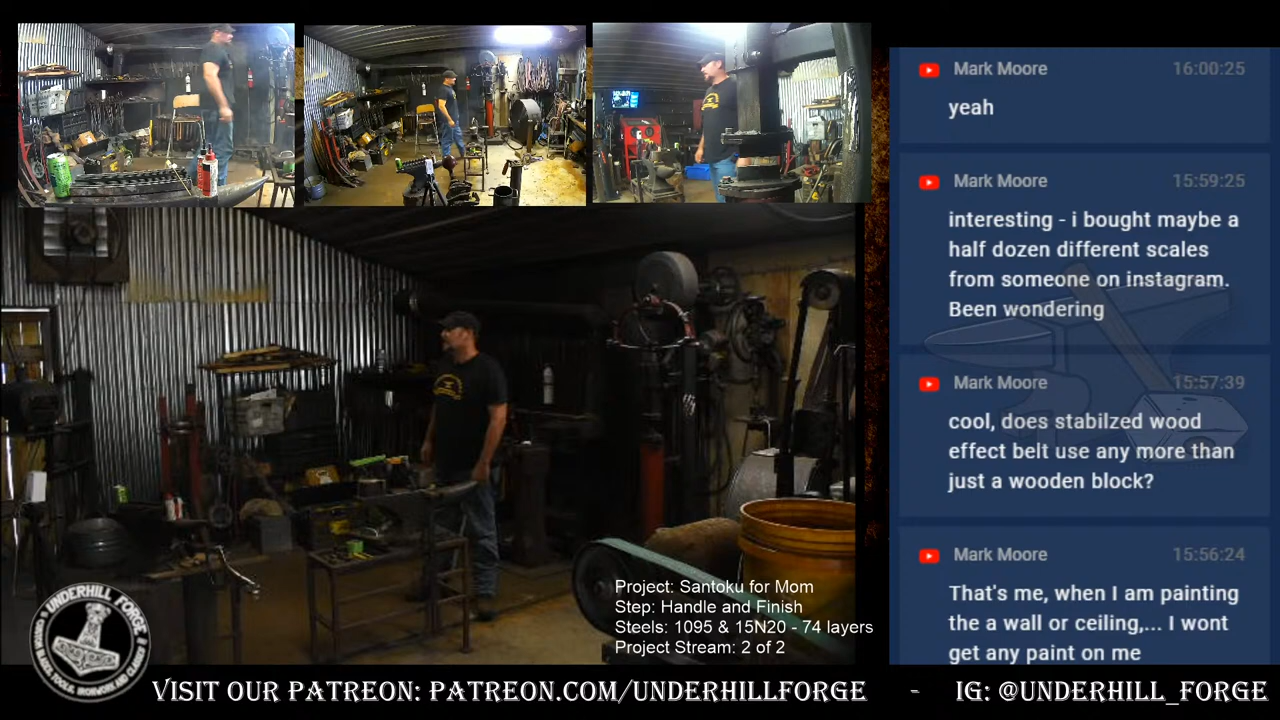 Mark Moore 16:00:25
yeah
Mark Moore 15:59:25
interesting - i bought maybe a
half dozen different scales
from someone on instagram.
Been wondering
Mark Moore 15:57:39
cool, does stabilzed wood
effect belt use any more than
just a wooden block?
Mark Moore 15:56:24
That's me, when I am painting
the a wall or ceiling,... I wont
get any paint on me
Project: Santoku for Mom
Step: Handle and Finish
Steels: 1095 & 15N20 - 74 layers
Project Stream: 2 of 2
UNDERHILL FORGE
VISIT OUR PATREON: PATREON.COM/UNDERHILLFORGE - IG: @UNDERHILL_FORGE